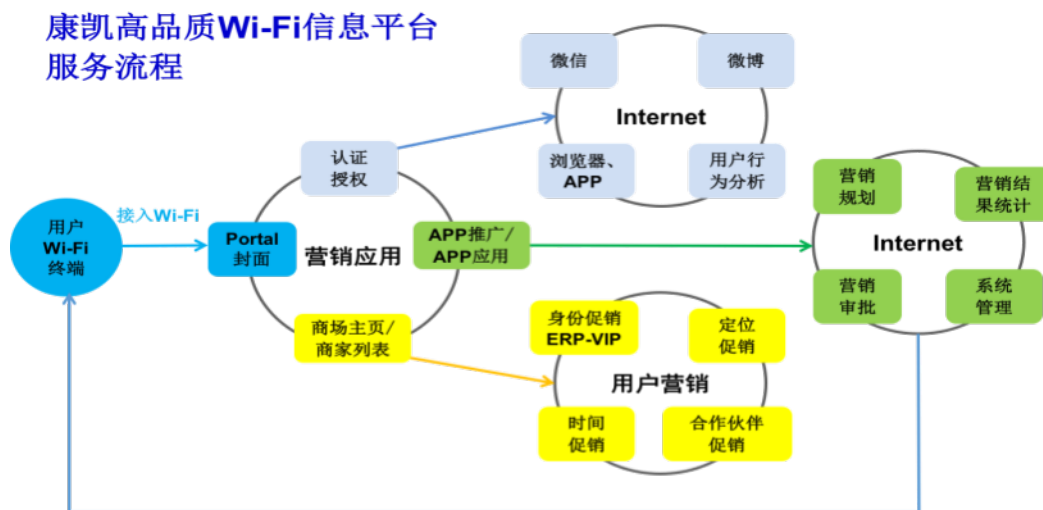 康凯高品质Wi-Fi信息平台
服务流程
微信
微博
Internet
浏览器、
APP
用户行
为分析
认证
授权
用户
Wi-Fi
终端
接入Wi-Fi
Portal
封面
营销应用
APP推广/
APP应用
商场主页/
商家列表
营销
规划
营销结
果统计
Internet
营销
审批
系统
管理
身份促销
ERP-VIP
定位
促销
用户营销
时间
促销
合作伙伴
促销